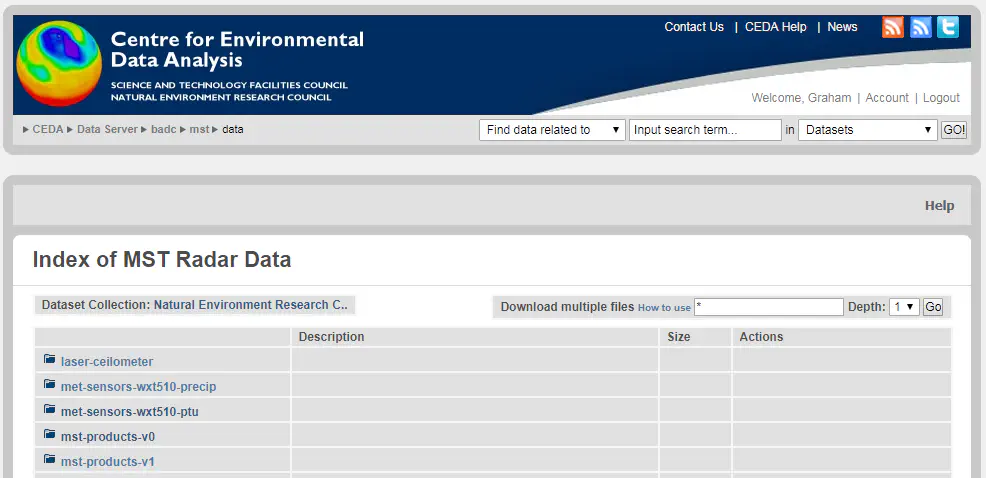 Centre for Environmental
Data Analysis
SCIENCE AND TECHNOLOGY FACILITIES COUNCIL
NATURAL ENVIRONMENT RESEARCH COUNCIL
Contact Us | CEDA Help | News
Welcome, Graham | Account | Logout
CEDA Data Server badc mst data
Find data related to Input search term... in Datasets GO!
Help
Index of MST Radar Data
Dataset Collection: Natural Environment Research C..
Download multiple files How to use * Depth: 1 Go
Description Size Actions
laser-ceilometer
met-sensors-wxt510-precip
met-sensors-wxt510-ptu
mst-products-v0
mst-products-v1